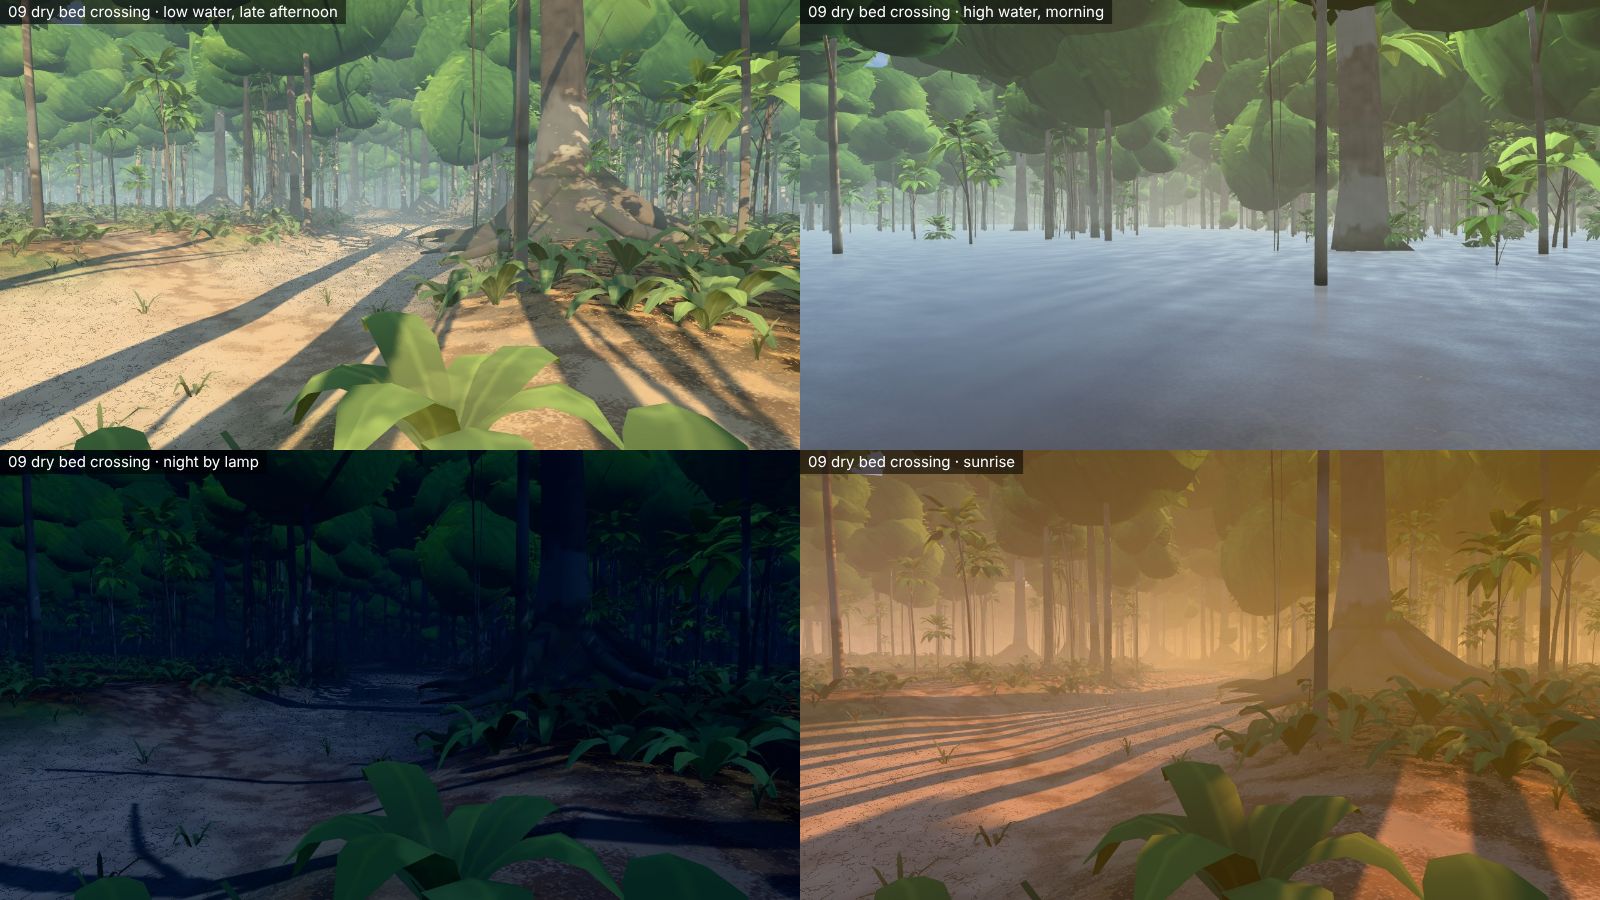 09 dry bed crossing · low water, late afternoon
09 dry bed crossing · high water, morning
09 dry bed crossing · night by lamp
09 dry bed crossing · sunrise